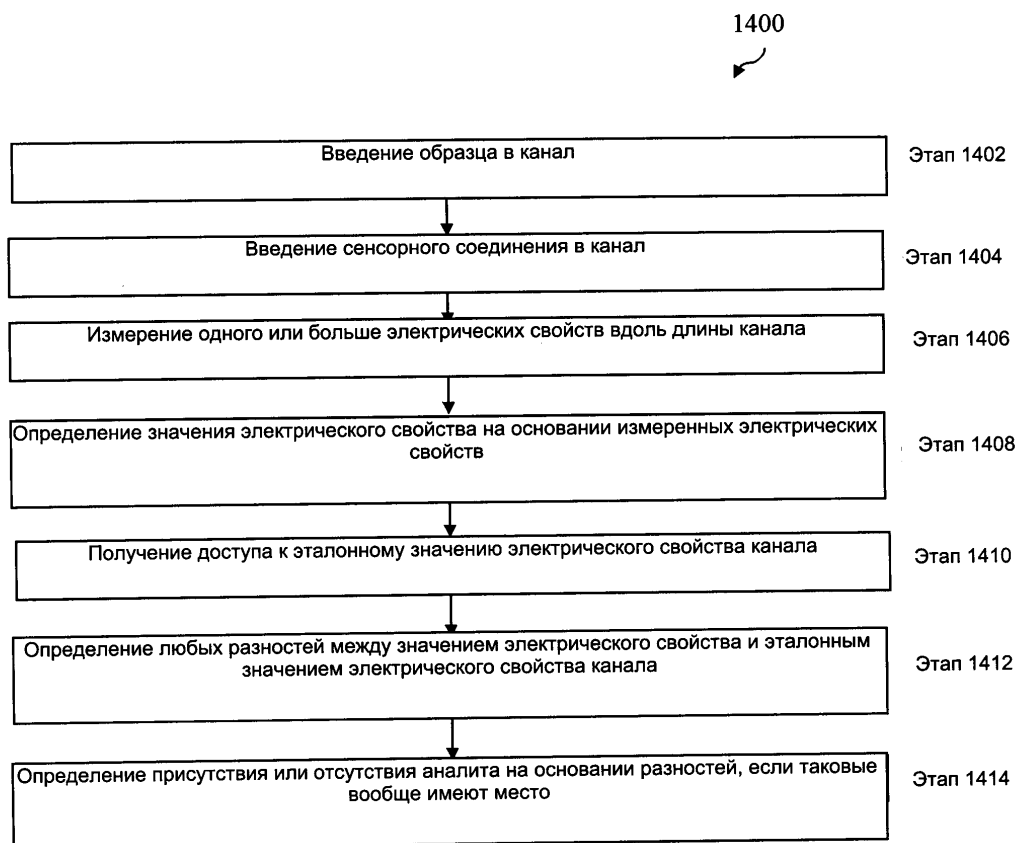 1400
Введение образца в канал
Этап 1402
Введение сенсорного соединения в канал
Этап 1404
Измерение одного или больше электрических свойств вдоль длины канала
Этап 1406
Определение значения электрического свойства на основании измеренных электрических
свойств
Этап 1408
Получение доступа к эталонному значению электрического свойства канала
Этап 1410
Определение любых разностей между значением электрического свойства и эталонным
значением электрического свойства канала
Этап 1412
Определение присутствия или отсутствия аналита на основании разностей, если таковые
вообще имеют место
Этап 1414